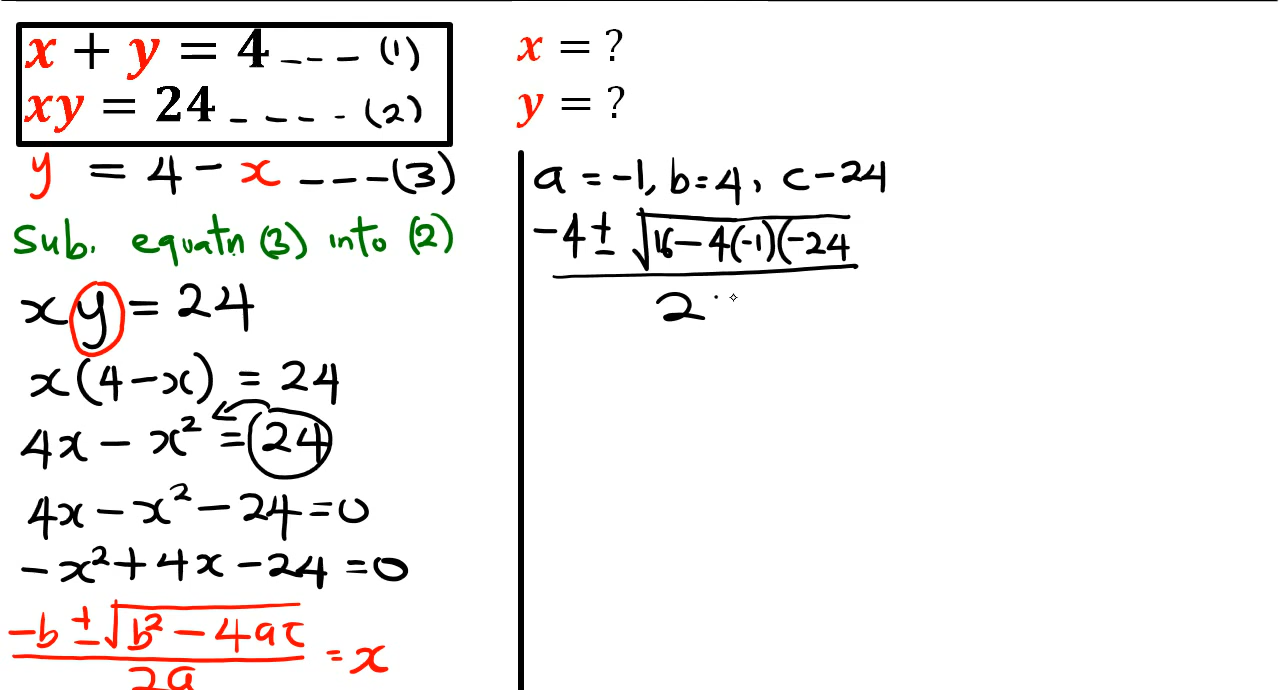 x + y = 4 --- (1)
xy = 24 ---- (2)
y = 4 - x --- (3)
Sub. equatn (3) into (2)
xy = 24
x(4-x) = 24
4x - x² = 24
4x - x² - 24 = 0
-x² + 4x - 24 = 0
-b ± √b² - 4ac
2a
= x
x = ?
y = ?
a = -1, b = 4, c - 24
-4 ± √16 - 4(-1)(-24
2